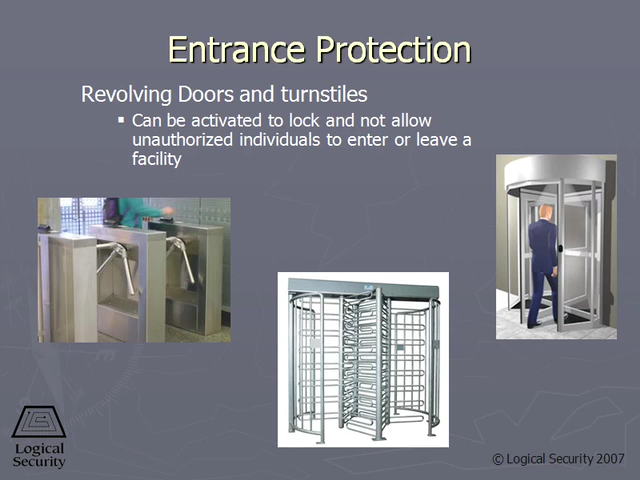 Entrance Protection
Revolving Doors and turnstiles
Can be activated to lock and not allow
unauthorized individuals to enter or leave a
facility
Logical
Security
© Logical Security 2007